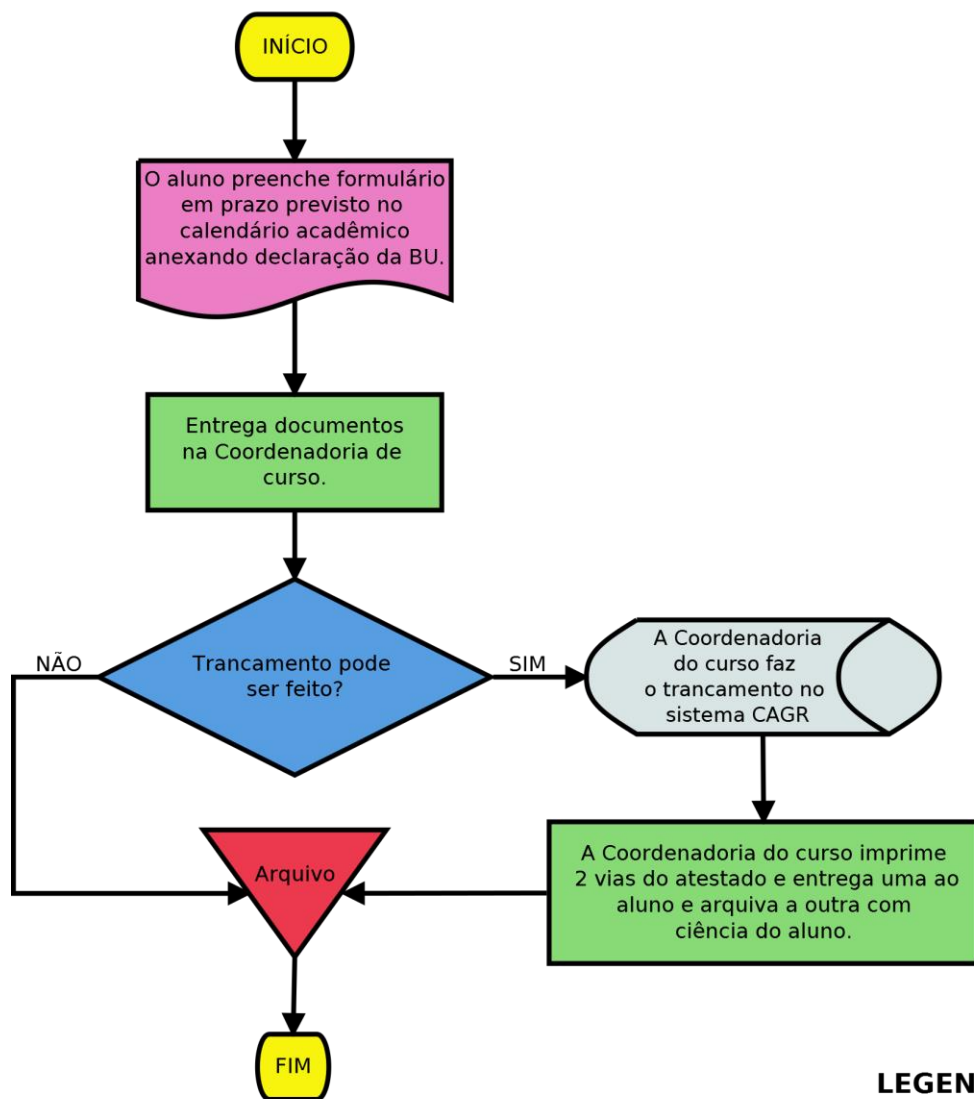 INÍCIO
O aluno preenche formulário
em prazo previsto no
calendário acadêmico
anexando declaração da BU.
Entrega documentos
na Coordenadoria de
curso.
Trancamento pode
ser feito?
NÃO
SIM
A Coordenadoria
do curso faz
o trancamento no
sistema CAGR
A Coordenadoria do curso imprime
2 vias do atestado e entrega uma ao
aluno e arquiva a outra com
ciência do aluno.
Arquivo
FIM
LEGEN